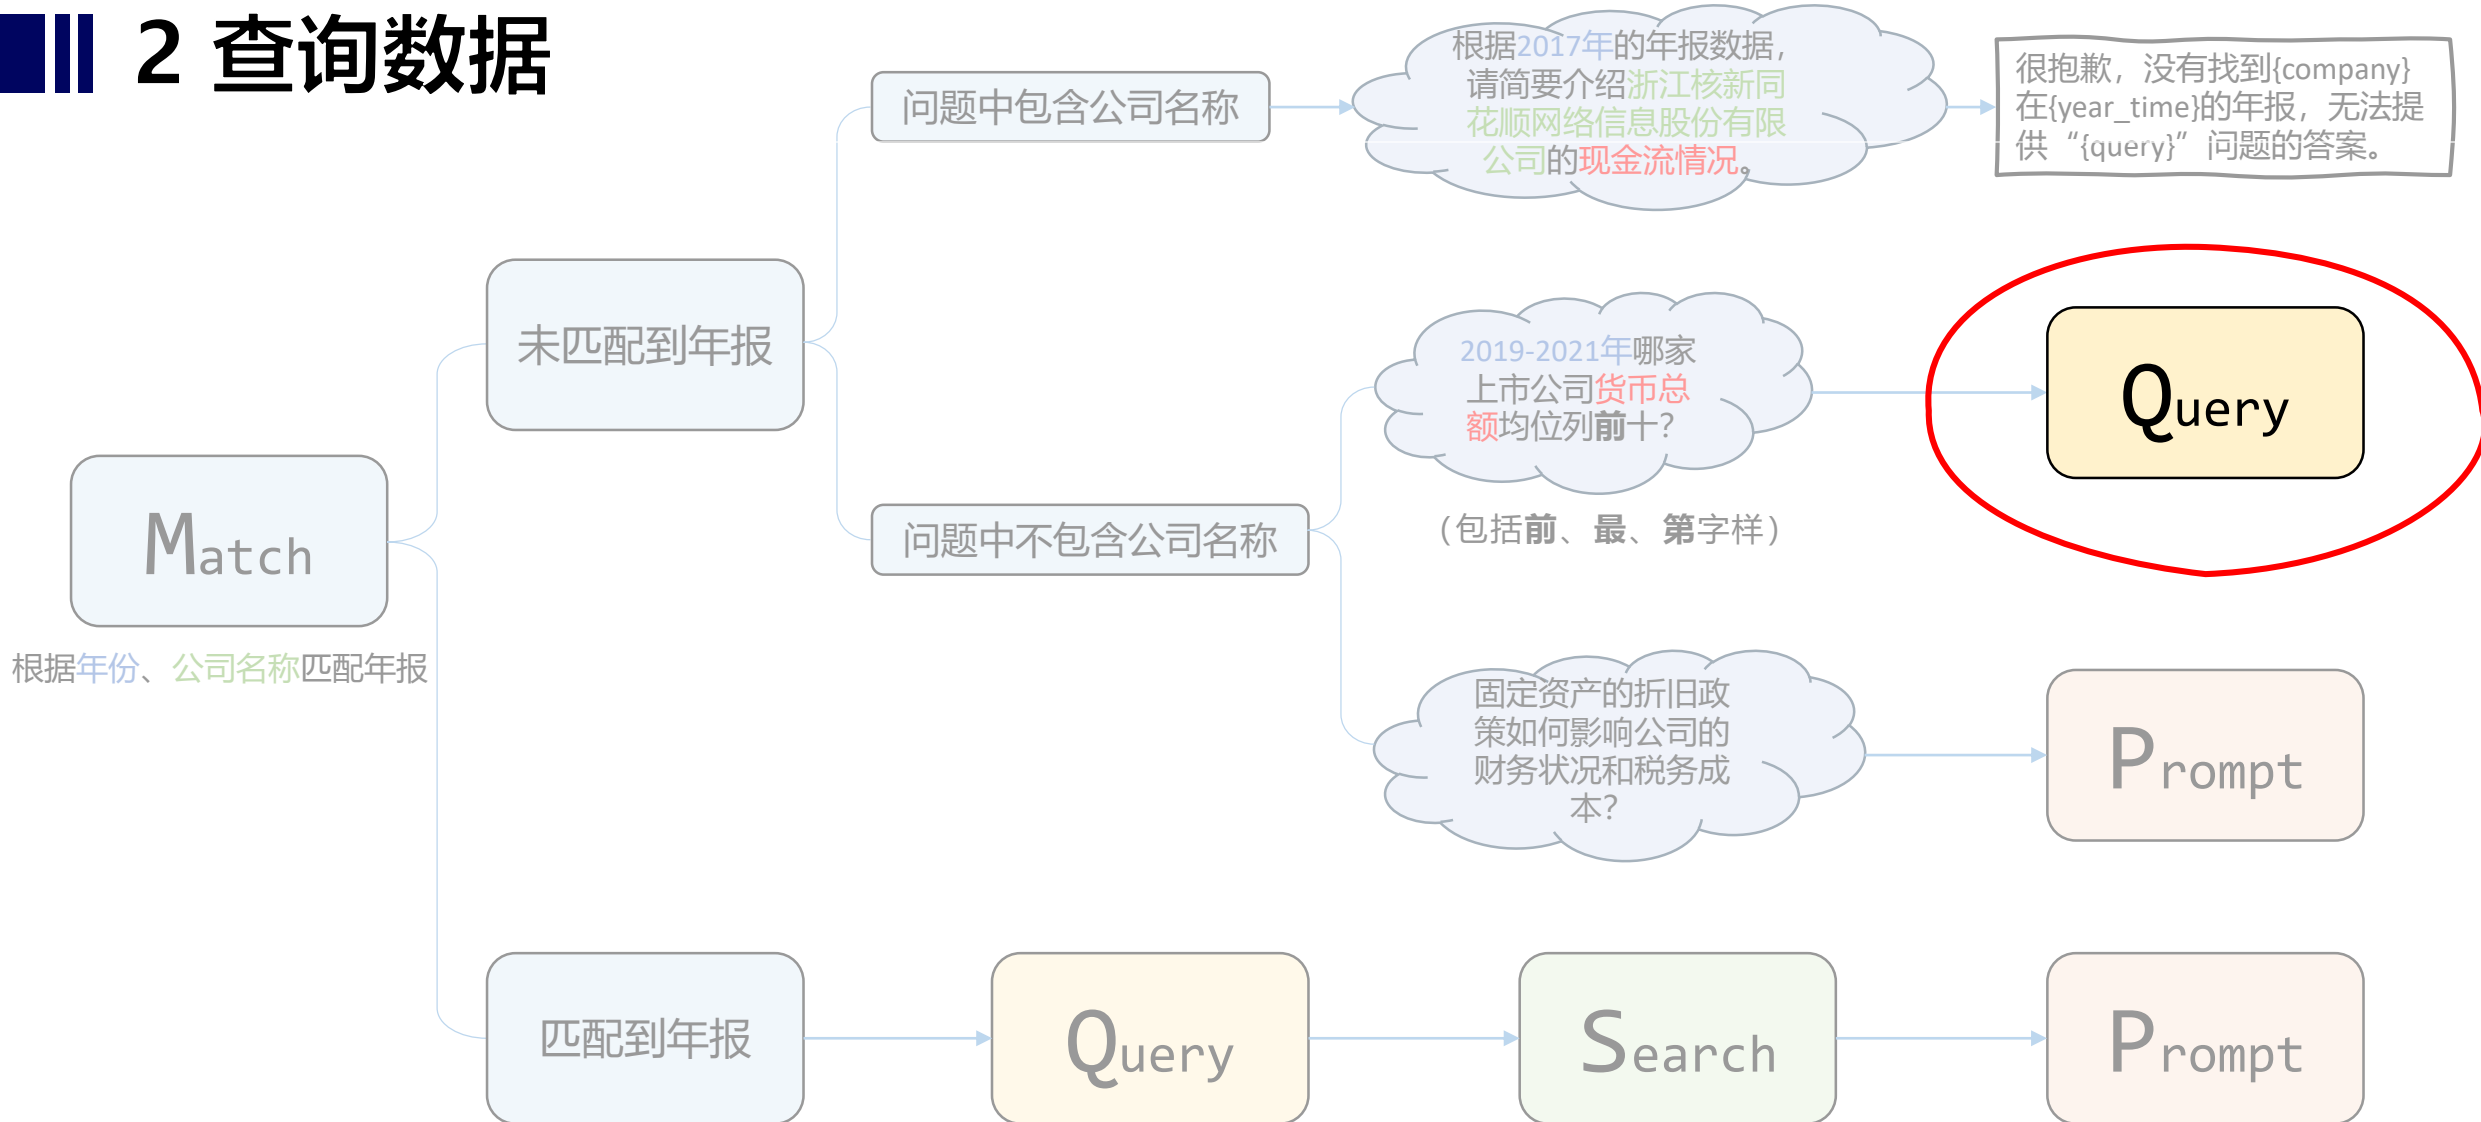 2 查询数据
问题中包含公司名称
根据2017年的年报数据，
请简要介绍浙江核新同
花顺网络信息股份有限
公司的现金流情况。
很抱歉，没有找到{company}
在{year_time}的年报，无法提
供“{query}”问题的答案。
未匹配到年报
2019-2021年哪家
上市公司货币总
额均位列前十？
Query
（包括前、最、第字样）
问题中不包含公司名称
Match
根据年份、公司名称匹配年报
固定资产的折旧政
策如何影响公司的
财务状况和税务成
本？
Prompt
匹配到年报
Query
Search
Prompt